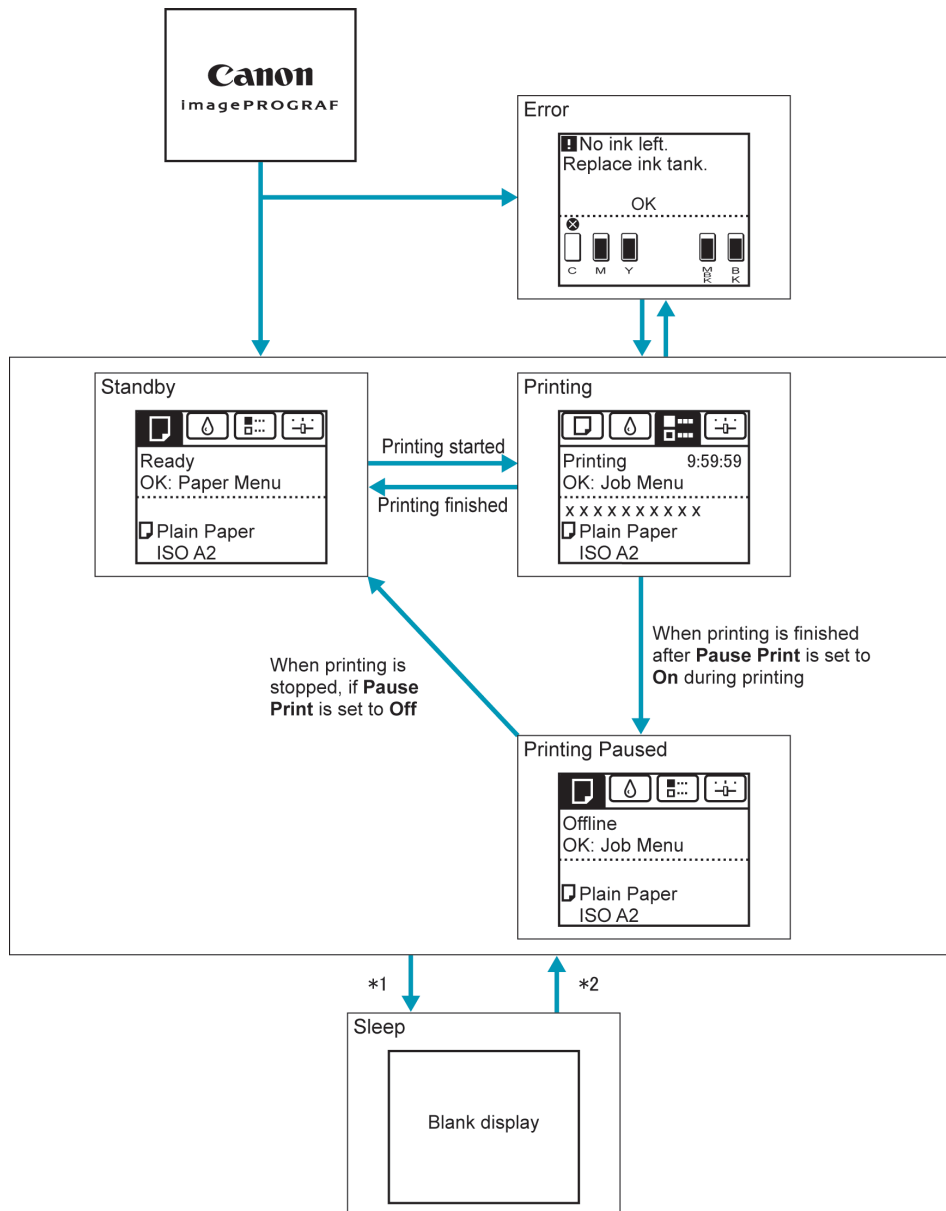 Canon
imagePROGRAF
Error
! No ink left.
Replace ink tank.
OK
C M Y MBK BK
Standby
Ready
OK: Paper Menu
Plain Paper
ISO A2
Printing started
Printing finished
Printing
Printing 9:59:59
OK: Job Menu
x x x x x x x x x x
Plain Paper
ISO A2
When printing is
stopped, if Pause
Print is set to Off
When printing is finished
after Pause Print is set to
On during printing
Printing Paused
Offline
OK: Job Menu
Plain Paper
ISO A2
*1
*2
Sleep
Blank display